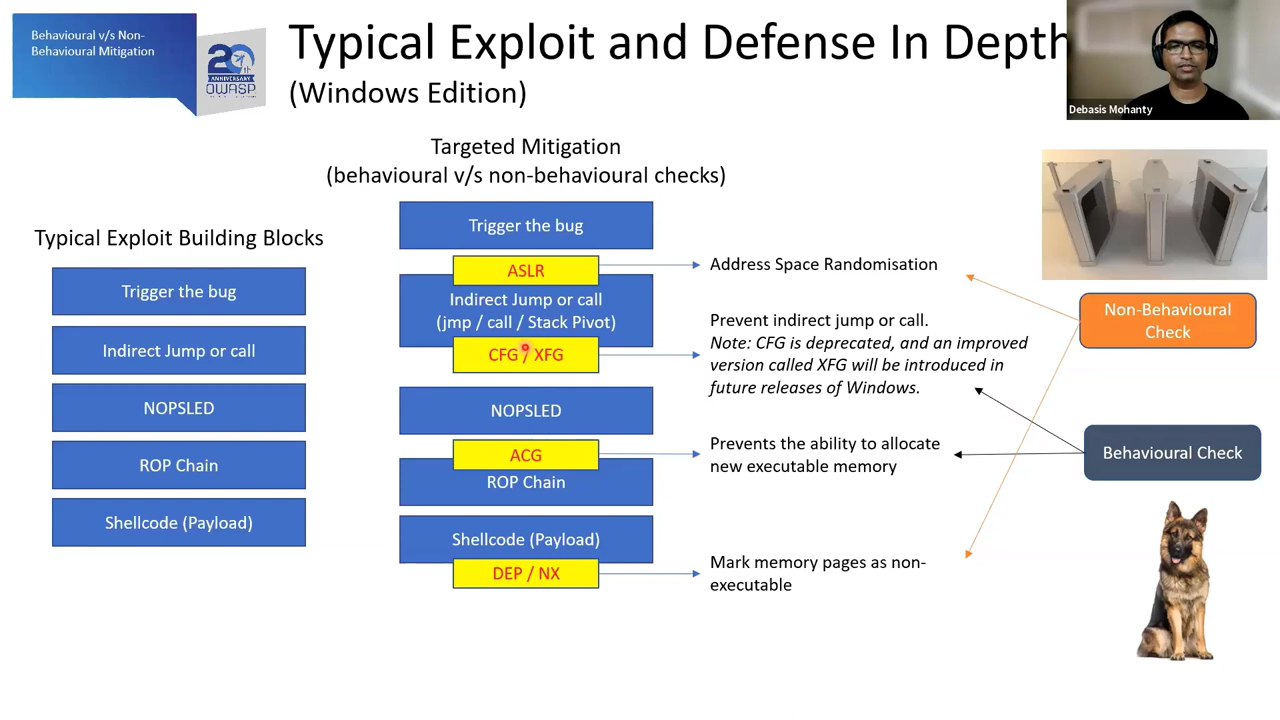 Behavioural v/s Non-
Behavioural Mitigation
20
th
ANNIVERSARY
OWASP
Typical Exploit and Defense In Depth
(Windows Edition)
Debasis Mohanty
Targeted Mitigation
(behavioural v/s non-behavioural checks)
Typical Exploit Building Blocks
Trigger the bug
Indirect Jump or call
NOPSLED
ROP Chain
Shellcode (Payload)
Trigger the bug
ASLR
Indirect Jump or call
(jmp / call / Stack Pivot)
CFG / XFG
NOPSLED
ACG
ROP Chain
Shellcode (Payload)
DEP / NX
Address Space Randomisation
Prevent indirect jump or call.
Note: CFG is deprecated, and an improved
version called XFG will be introduced in
future releases of Windows.
Prevents the ability to allocate
new executable memory
Mark memory pages as non-
executable
Non-Behavioural
Check
Behavioural Check